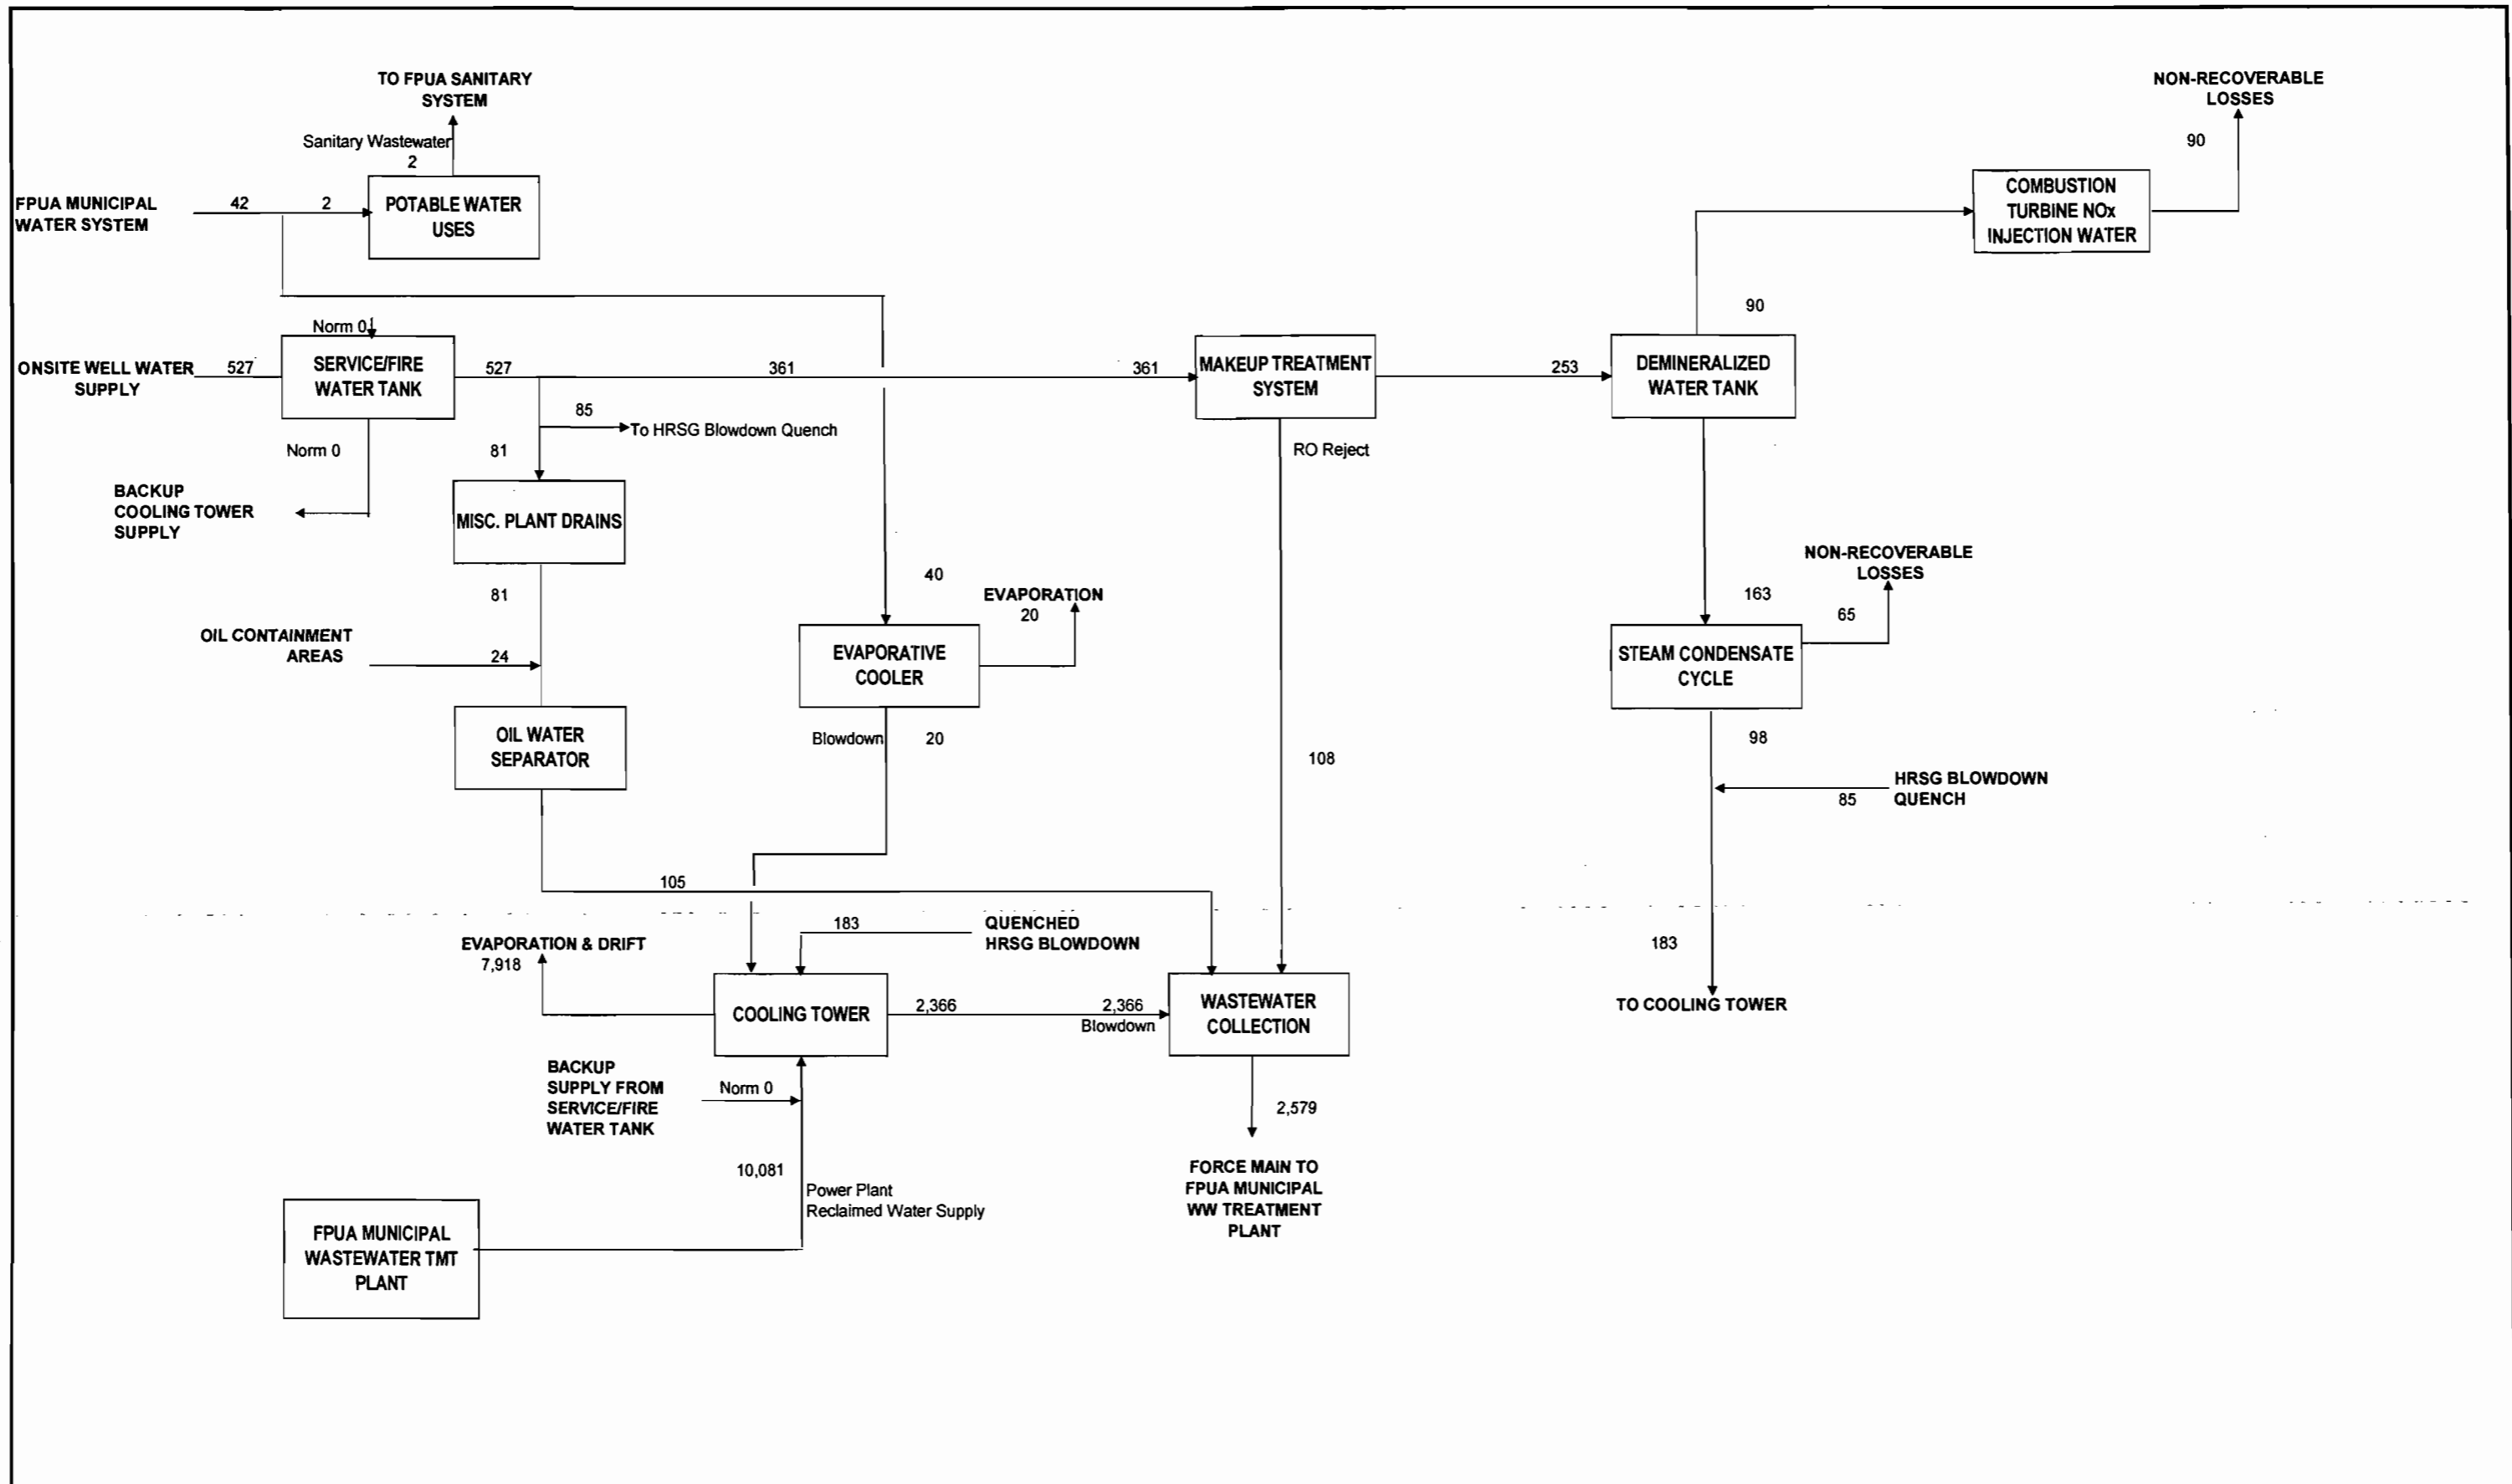 TO FPUA SANITARY
SYSTEM
Sanitary Wastewater
2
FPUA MUNICIPAL
WATER SYSTEM
42
2
POTABLE WATER
USES
NON-RECOVERABLE
LOSSES
90
COMBUSTION
TURBINE NOx
INJECTION WATER
90
Norm 0
ONSITE WELL WATER
SUPPLY
527
SERVICE/FIRE
WATER TANK
527
361
361
MAKEUP TREATMENT
SYSTEM
253
DEMINERALIZED
WATER TANK
85
To HRSG Blowdown Quench
Norm 0
81
RO Reject
BACKUP
COOLING TOWER
SUPPLY
MISC. PLANT DRAINS
81
40
EVAPORATION
20
NON-RECOVERABLE
LOSSES
163
65
OIL CONTAINMENT
AREAS
24
EVAPORATIVE
COOLER
STEAM CONDENSATE
CYCLE
OIL WATER
SEPARATOR
Blowdown
20
108
98
HRSG BLOWDOWN
QUENCH
85
105
183
QUENCHED
HRSG BLOWDOWN
EVAPORATION & DRIFT
7,918
183
COOLING TOWER
2,366
2,366
Blowdown
WASTEWATER
COLLECTION
TO COOLING TOWER
BACKUP
SUPPLY FROM
SERVICE/FIRE
WATER TANK
Norm 0
2,579
10,081
Power Plant
Reclaimed Water Supply
FORCE MAIN TO
FPUA MUNICIPAL
WW TREATMENT
PLANT
FPUA MUNICIPAL
WASTEWATER TMT
PLANT